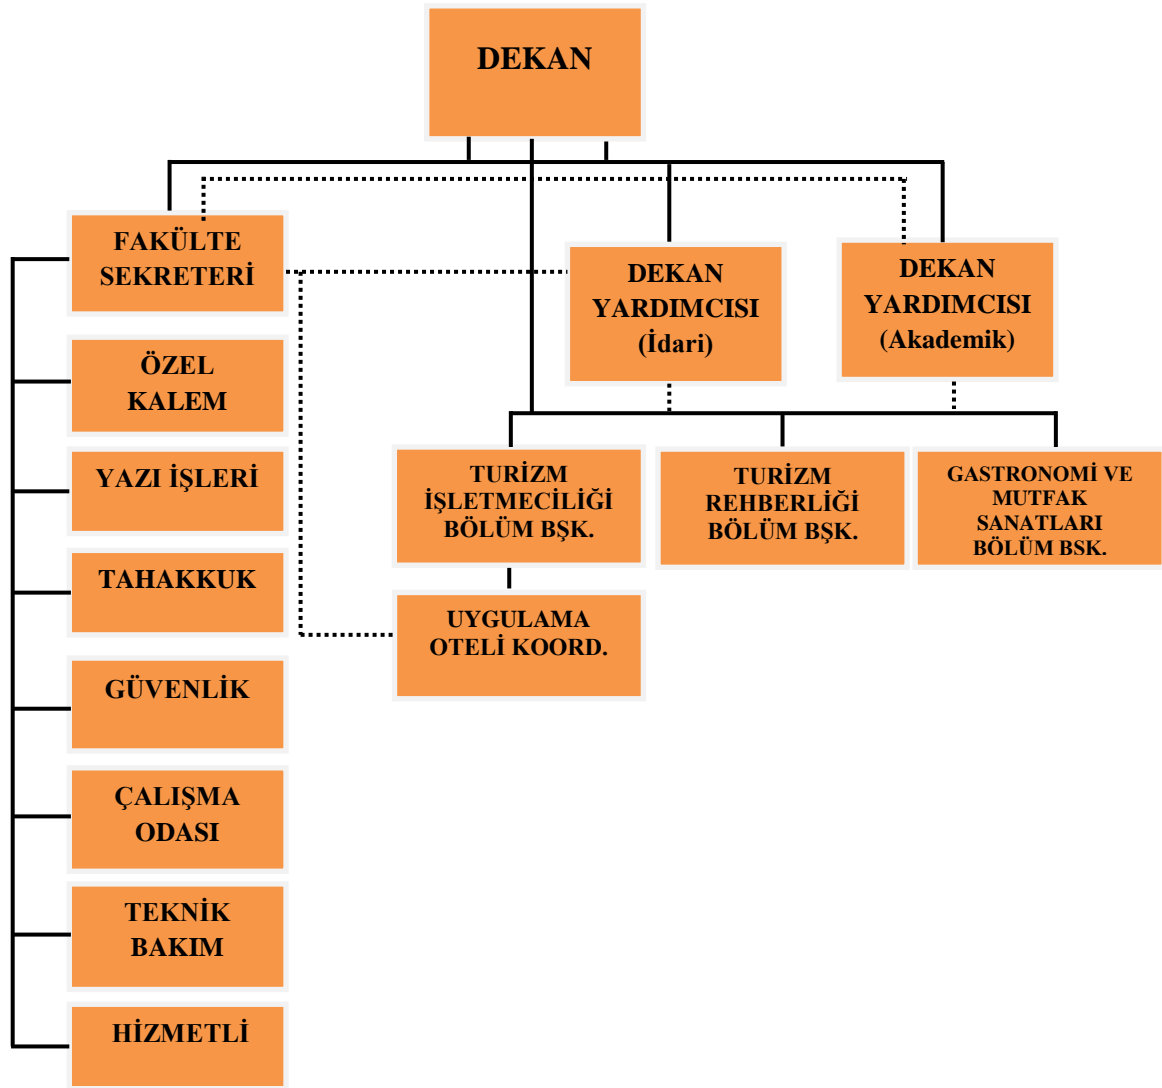 DEKAN
FAKÜLTE
SEKRETERİ
DEKAN
YARDIMCISI
(İdari)
DEKAN
YARDIMCISI
(Akademik)
ÖZEL
KALEM
YAZI İŞLERİ
TAHAKKUK
GÜVENLİK
ÇALIŞMA
ODASI
TEKNİK
BAKIM
HİZMETLİ
TURİZM
İŞLETMECİLİĞİ
BÖLÜM BŞK.
TURİZM
REHBERLİĞİ
BÖLÜM BŞK.
GASTRONOMİ VE
MUTFAK
SANATLARI
BÖLÜM BSK.
UYGULAMA
OTELİ KOORD.